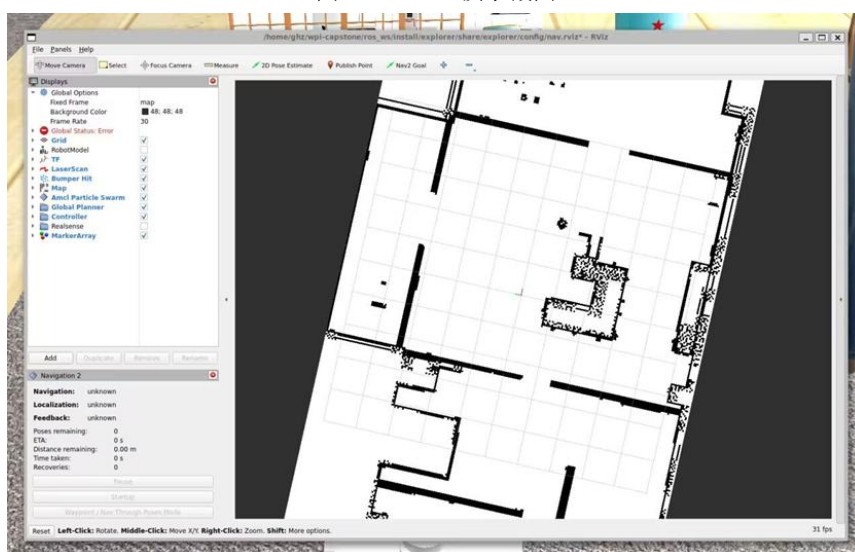 /home/ghz/wpi-capstone/ros_ws/install/explorer/share/explorer/config/nav.rviz* - RViz
File Panels Help
Move Camera Select Focus Camera Measure 2D Pose Estimate Publish Point Nav2 Goal
Displays
Global Options
Fixed Frame map
Background Color 48; 48; 48
Frame Rate 30
Global Status: Error
Grid
RobotModel
TF
LaserScan
Bumper Hit
Map
Amcl Particle Swarm
Global Planner
Controller
Realsense
MarkerArray
Add Duplicate Remove Rename
Navigation 2
Navigation: unknown
Localization: unknown
Feedback: unknown
Poses remaining: 0
ETA: 0 s
Distance remaining: 0.00 m
Time taken: 0 s
Recoveries: 0
Pause
Startup
Waypoint / Nav Through Poses Mode
Reset Left-Click: Rotate. Middle-Click: Move X/Y. Right-Click: Zoom. Shift: More options. 31 fps